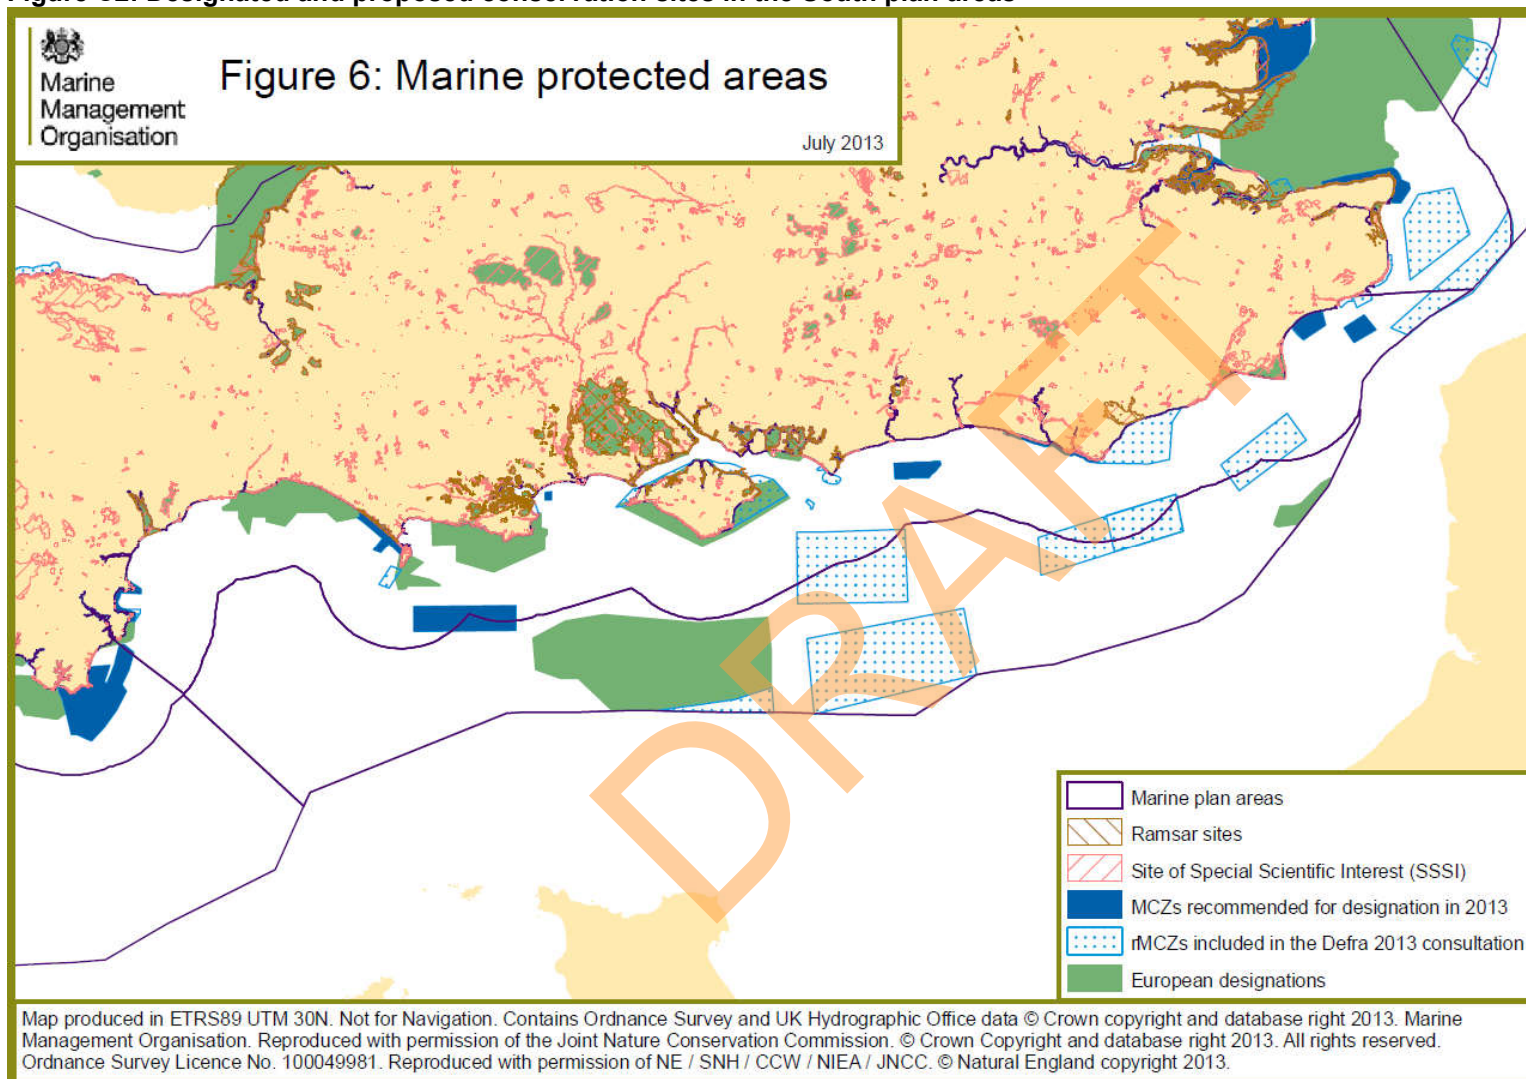 Figure 6: Marine protected areas
Marine
Management
Organisation
July 2013
DRAFT
Marine plan areas
Ramsar sites
Site of Special Scientific Interest (SSSI)
MCZs recommended for designation in 2013
rMCZs included in the Defra 2013 consultation
European designations
Map produced in ETRS89 UTM 30N. Not for Navigation. Contains Ordnance Survey and UK Hydrographic Office data © Crown copyright and database right 2013. Marine
Management Organisation. Reproduced with permission of the Joint Nature Conservation Commission. © Crown Copyright and database right 2013. All rights reserved.
Ordnance Survey Licence No. 100049981. Reproduced with permission of NE / SNH / CCW / NIEA / JNCC. © Natural England copyright 2013.